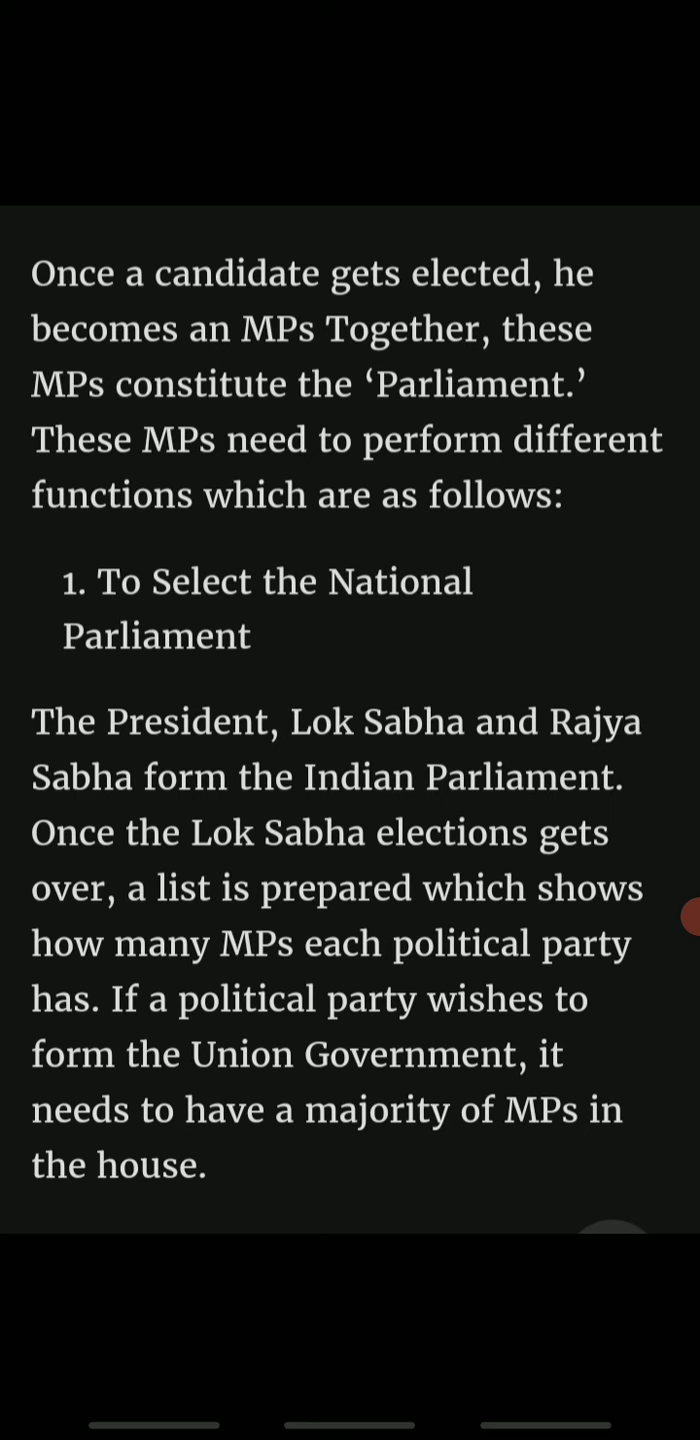 Once a candidate gets elected, he
becomes an MPs Together, these
MPs constitute the ‘Parliament.’
These MPs need to perform different
functions which are as follows:
1. To Select the National
Parliament
The President, Lok Sabha and Rajya
Sabha form the Indian Parliament.
Once the Lok Sabha elections gets
over, a list is prepared which shows
how many MPs each political party
has. If a political party wishes to
form the Union Government, it
needs to have a majority of MPs in
the house.